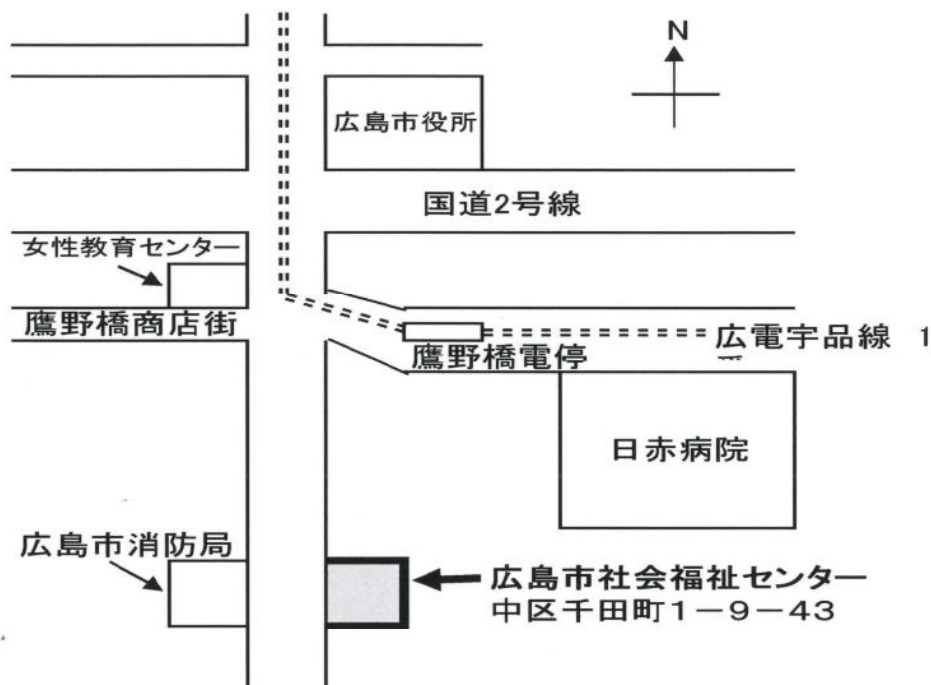 N
広島市役所
国道2号線
女性教育センター
鷹野橋商店街
広電宇品線 1
鷹野橋電停
日赤病院
広島市消防局
広島市社会福祉センター
中区千田町1-9-43